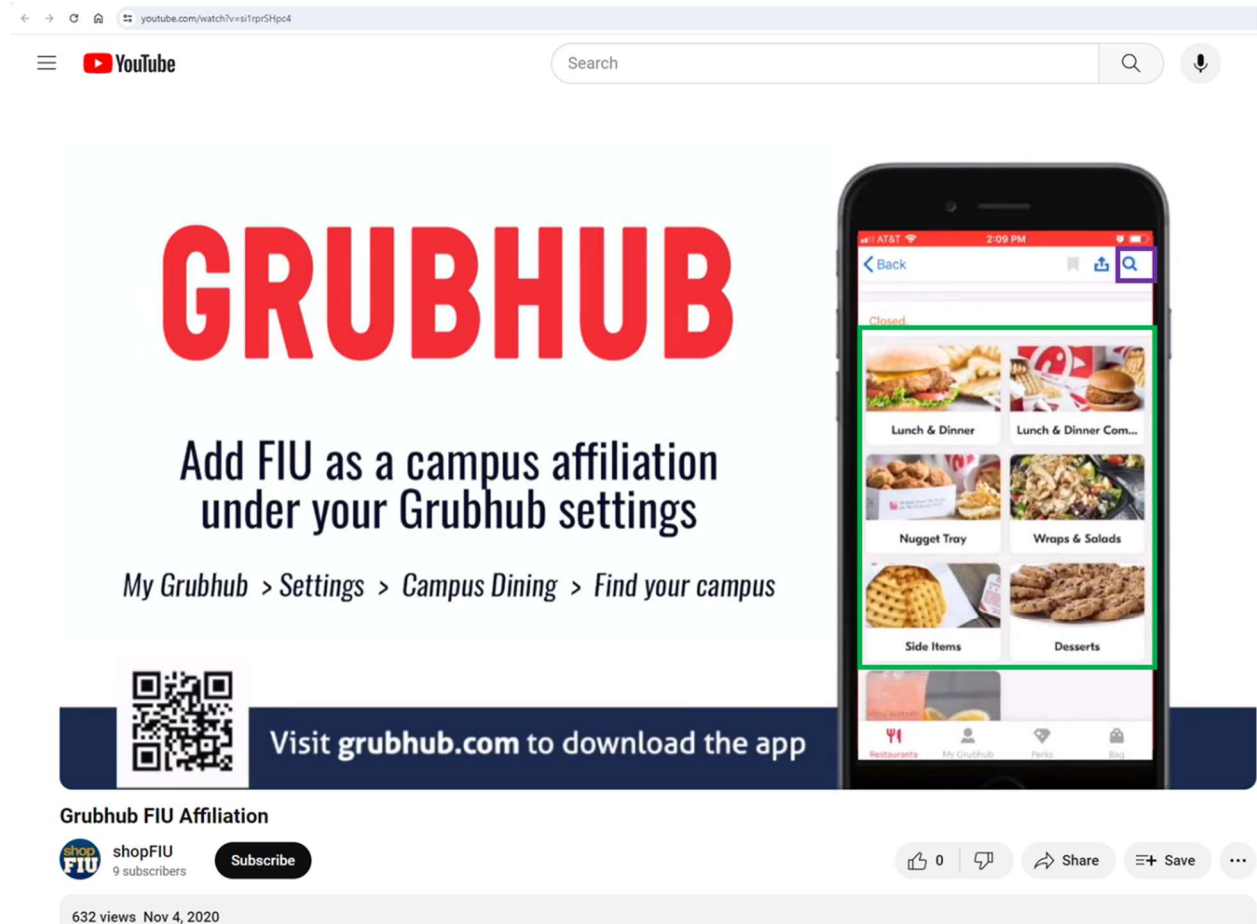 youtube.com/watch?v=si1rprSHpc4
YouTube
Search
GRUBHUB
Add FIU as a campus affiliation
under your Grubhub settings
My Grubhub > Settings > Campus Dining > Find your campus
Visit grubhub.com to download the app
AT&T 2:09 PM
Back
Closed.
Lunch & Dinner Lunch & Dinner Com...
Nugget Tray Wraps & Salads
Side Items Desserts
Restaurants My Grubhub Perks Bag
Grubhub FIU Affiliation
shop
FIU
shopFIU
9 subscribers
Subscribe
0 Share Save
632 views Nov 4, 2020